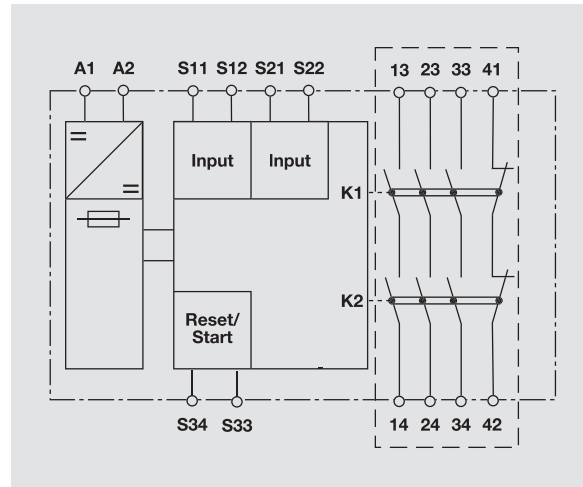 A1 A2 S11 S12 S21 S22 13 23 33 41
Input Input
K1
K2
Reset/
Start
S34 S33 14 24 34 42